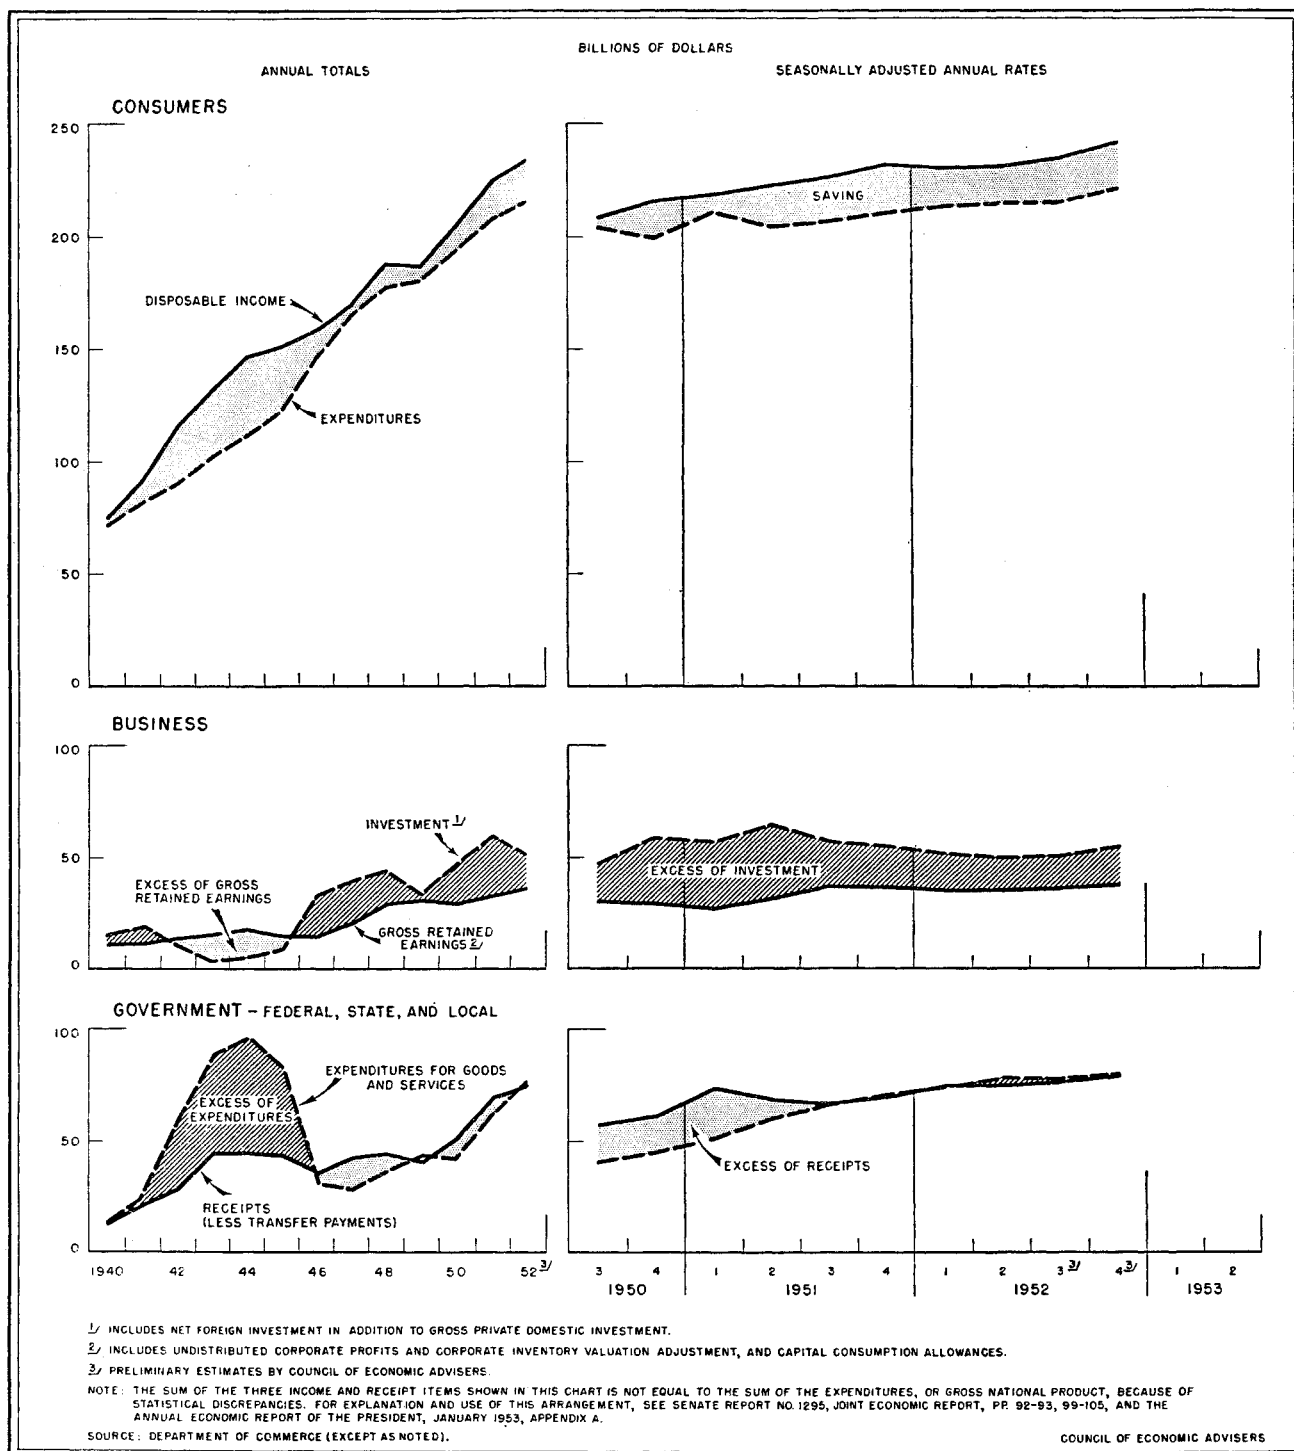 BILLIONS OF DOLLARS
ANNUAL TOTALS
SEASONALLY ADJUSTED ANNUAL RATES
CONSUMERS
250
200
150
100
50
0
DISPOSABLE INCOME
EXPENDITURES
SAVING
BUSINESS
100
50
0
INVESTMENT 1/
EXCESS OF GROSS
RETAINED EARNINGS
GROSS RETAINED
EARNINGS 2/
EXCESS OF INVESTMENT
GOVERNMENT - FEDERAL, STATE, AND LOCAL
100
50
0
EXPENDITURES FOR GOODS
AND SERVICES
EXCESS OF
EXPENDITURES
RECEIPTS
(LESS TRANSFER PAYMENTS)
EXCESS OF RECEIPTS
1940 42 44 46 48 50 52 3/
3 4 1 2 3 4 1 2 3 3/ 4 3/ 1 2
1950 1951 1952 1953
1/ INCLUDES NET FOREIGN INVESTMENT IN ADDITION TO GROSS PRIVATE DOMESTIC INVESTMENT.
2/ INCLUDES UNDISTRIBUTED CORPORATE PROFITS AND CORPORATE INVENTORY VALUATION ADJUSTMENT, AND CAPITAL CONSUMPTION ALLOWANCES.
3/ PRELIMINARY ESTIMATES BY COUNCIL OF ECONOMIC ADVISERS.
NOTE: THE SUM OF THE THREE INCOME AND RECEIPT ITEMS SHOWN IN THIS CHART IS NOT EQUAL TO THE SUM OF THE EXPENDITURES, OR GROSS NATIONAL PRODUCT, BECAUSE OF
STATISTICAL DISCREPANCIES. FOR EXPLANATION AND USE OF THIS ARRANGEMENT, SEE SENATE REPORT NO. 1295, JOINT ECONOMIC REPORT, PP. 92-93, 99-105, AND THE
ANNUAL ECONOMIC REPORT OF THE PRESIDENT, JANUARY 1953, APPENDIX A.
SOURCE: DEPARTMENT OF COMMERCE (EXCEPT AS NOTED).
COUNCIL OF ECONOMIC ADVISERS